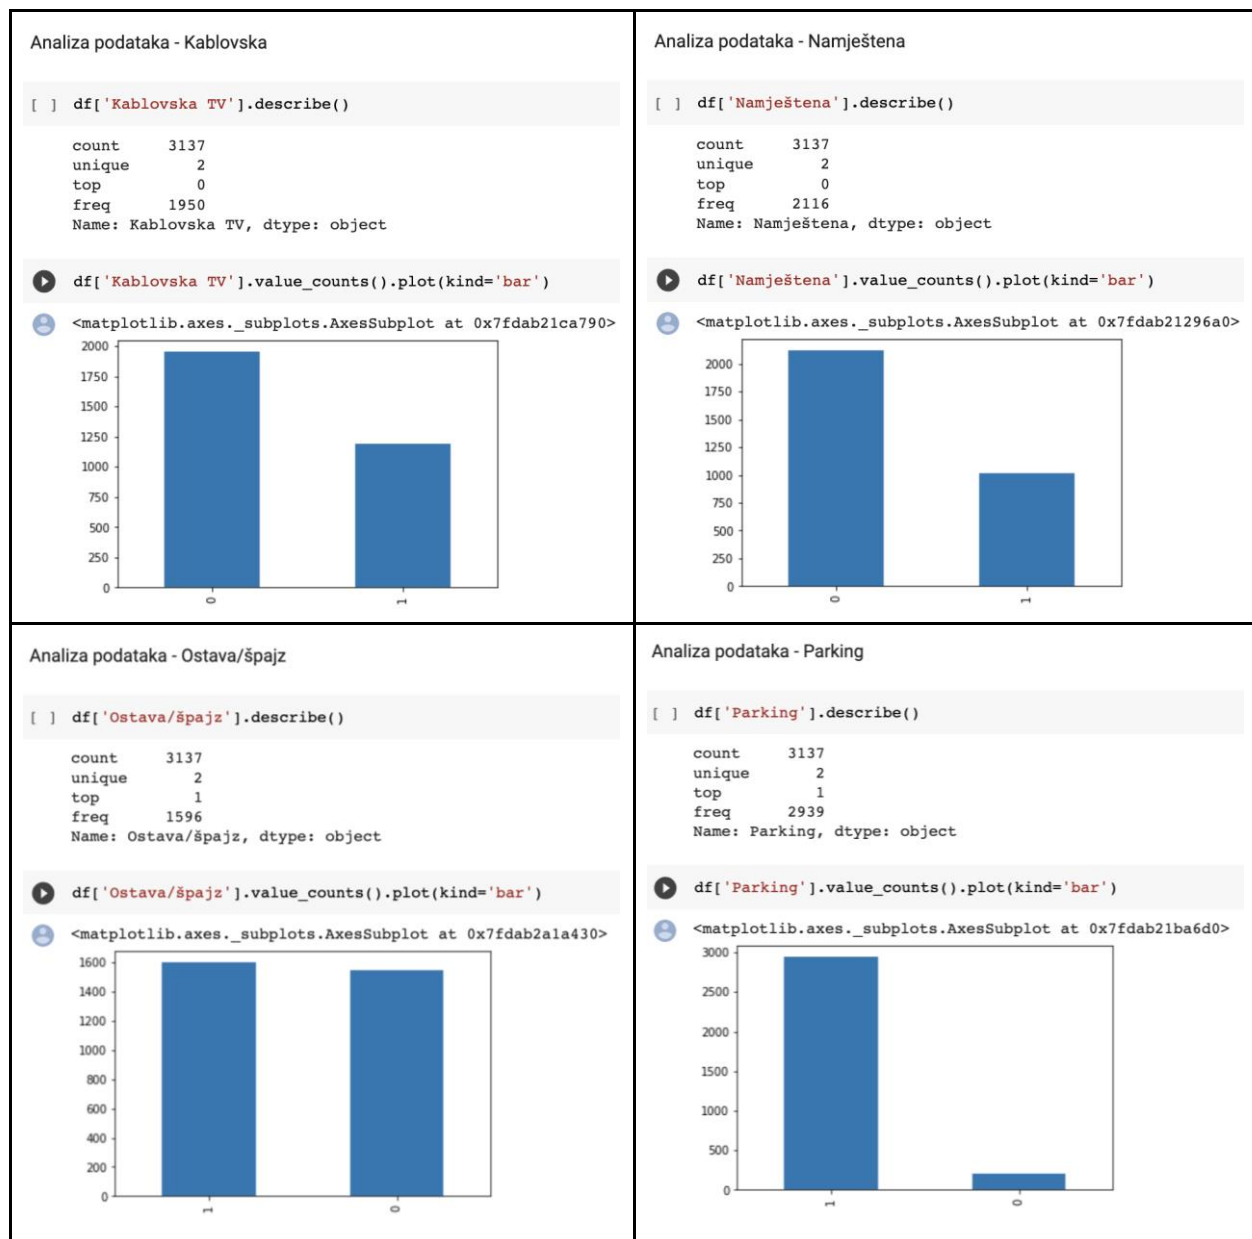 Analiza podataka - Kablovska
[ ] df['Kablovska TV'].describe()
count 3137
unique 2
top 0
freq 1950
Name: Kablovska TV, dtype: object
df['Kablovska TV'].value_counts().plot(kind='bar')
<matplotlib.axes._subplots.AxesSubplot at 0x7fdab21ca790>
2000
1750
1500
1250
1000
750
500
250
0
0 1
Analiza podataka - Namještena
[ ] df['Namještena'].describe()
count 3137
unique 2
top 0
freq 2116
Name: Namještena, dtype: object
df['Namještena'].value_counts().plot(kind='bar')
<matplotlib.axes._subplots.AxesSubplot at 0x7fdab21296a0>
2000
1750
1500
1250
1000
750
500
250
0
0 1
Analiza podataka - Ostava/špajz
[ ] df['Ostava/špajz'].describe()
count 3137
unique 2
top 1
freq 1596
Name: Ostava/špajz, dtype: object
df['Ostava/špajz'].value_counts().plot(kind='bar')
<matplotlib.axes._subplots.AxesSubplot at 0x7fdab2a1a430>
1600
1400
1200
1000
800
600
400
200
0
1 0
Analiza podataka - Parking
[ ] df['Parking'].describe()
count 3137
unique 2
top 1
freq 2939
Name: Parking, dtype: object
df['Parking'].value_counts().plot(kind='bar')
<matplotlib.axes._subplots.AxesSubplot at 0x7fdab21ba6d0>
3000
2500
2000
1500
1000
500
0
1 0